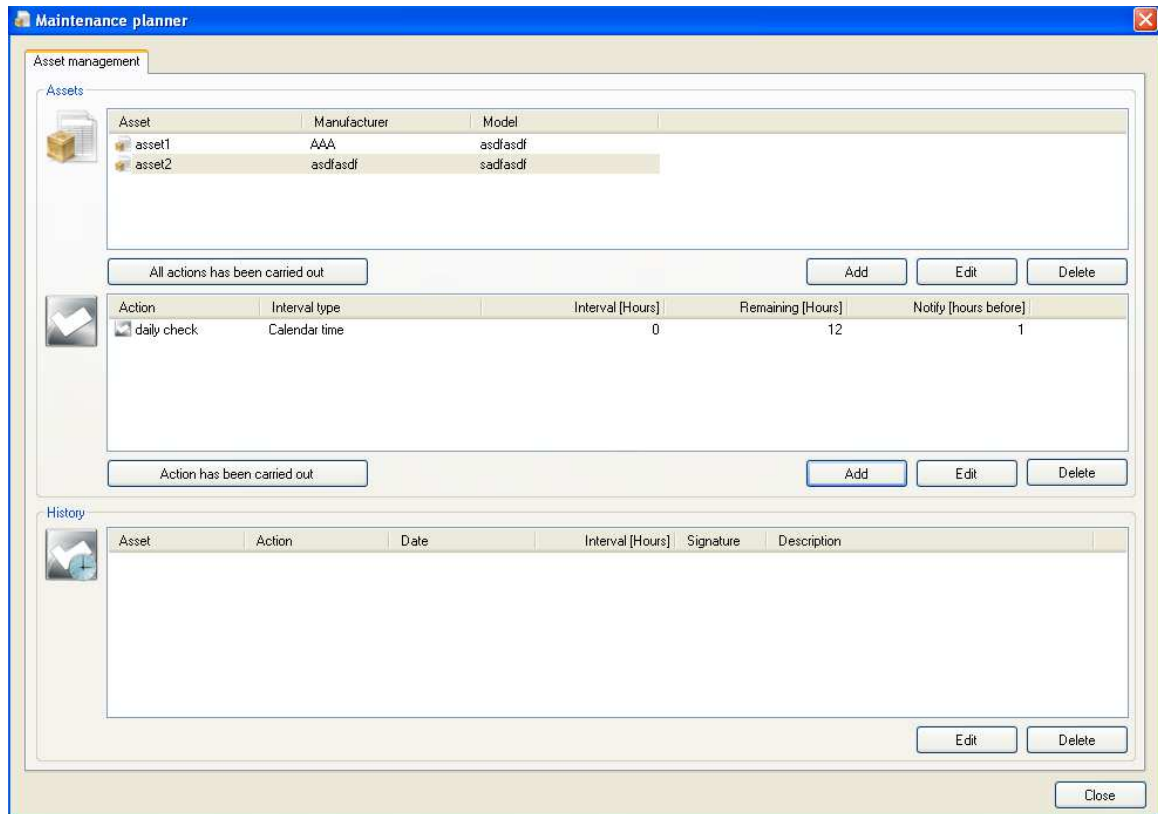 Maintenance planner
Asset management
Assets
Asset Manufacturer Model
asset1 AAA asdfasdf
asset2 asdfasdf sadfasdf
All actions has been carried out Add Edit Delete
Action Interval type Interval [Hours] Remaining [Hours] Notify [hours before]
daily check Calendar time 0 12 1
Action has been carried out Add Edit Delete
History
Asset Action Date Interval [Hours] Signature Description
Edit Delete
Close